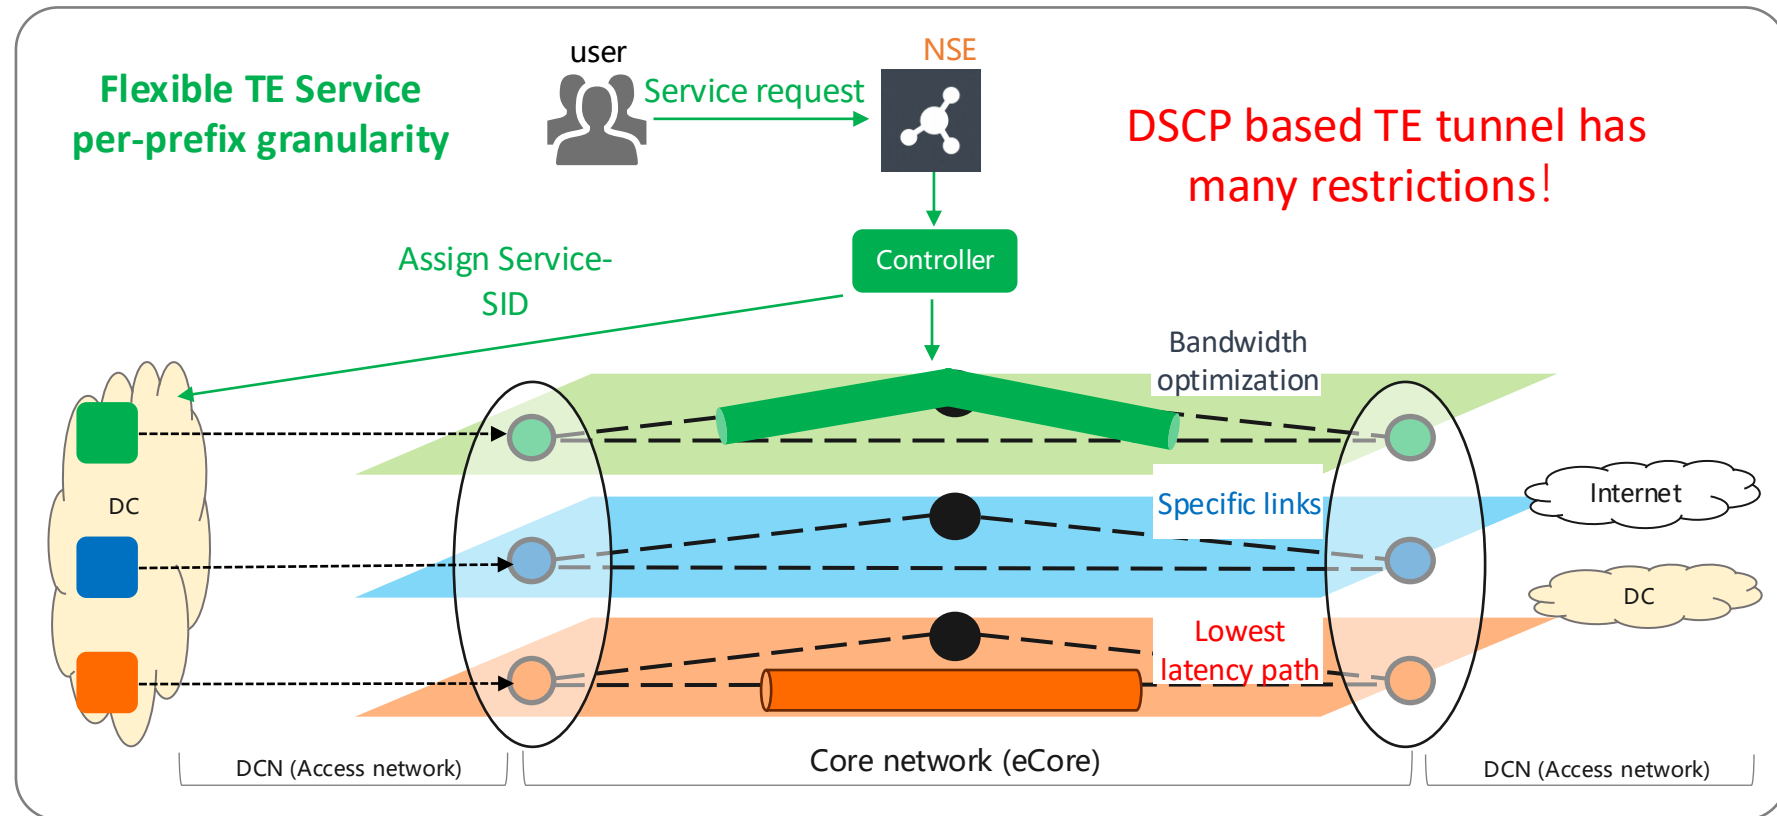 user
NSE
Flexible TE Service
per-prefix granularity
Service request
DSCP based TE tunnel has
many restrictions！
Assign Service-
SID
Controller
Bandwidth
optimization
DC
Specific links
Internet
DC
Lowest
latency path
DCN (Access network)
Core network (eCore)
DCN (Access network)